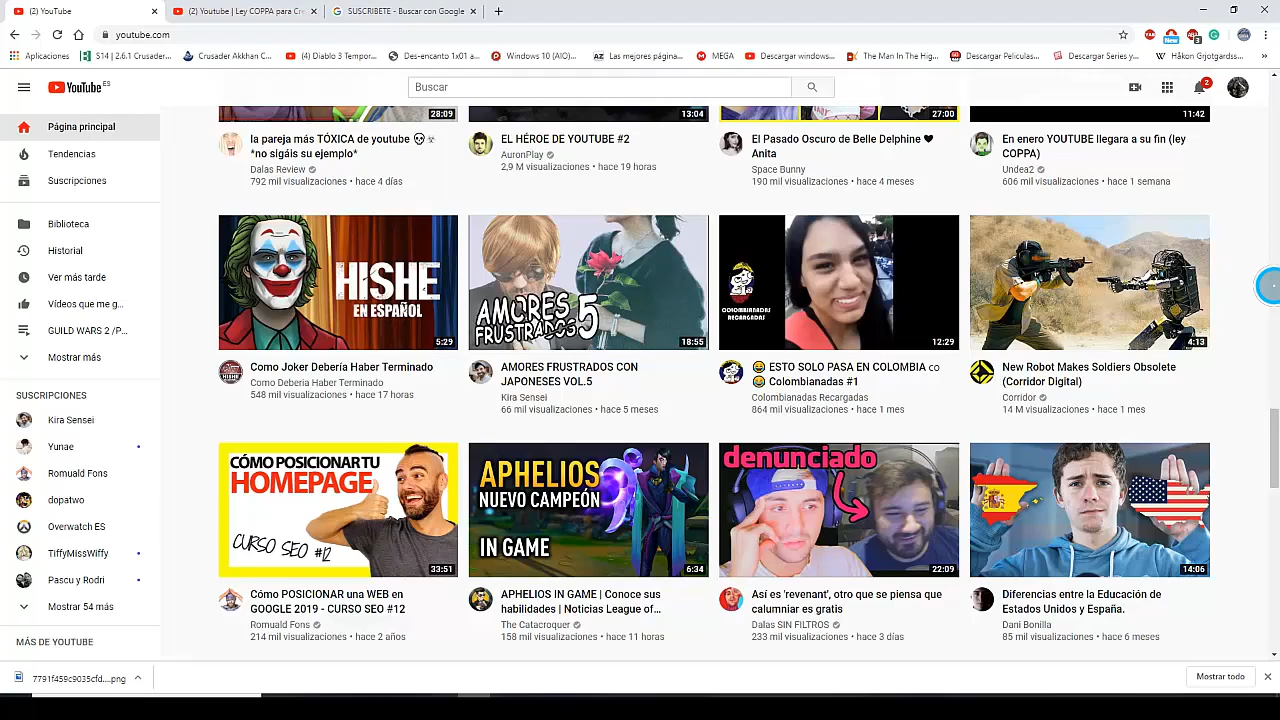 (2) YouTube
(2) Youtube | Ley COPPA para Cre
SUSCRIBETE - Buscar con Google
youtube.com
Aplicaciones
S14 | 2.6.1 Crusader...
Crusader Akkhan C...
(4) Diablo 3 Tempor...
Des-encanto 1x01 a...
Windows 10 (AIO)...
Las mejores página...
MEGA
Descargar windows...
The Man In The Hig...
Descargar Peliculas...
Descargar Series y...
Håkon Gjøtgardss...
YouTube ES
Buscar
2
Página principal
Tendencias
Suscripciones
Biblioteca
Historial
Ver más tarde
Vídeos que me g...
GUILD WARS 2 /P...
Mostrar más
SUSCRIPCIONES
Kira Sensei
Yunae
Romuald Fons
dopatwo
Overwatch ES
TiffyMissWiffy
Pascu y Rodri
Mostrar 54 más
MÁS DE YOUTUBE
28:09
la pareja más TÓXICA de youtube 💀☣
*no sigáis su ejemplo*
Dalas Review
792 mil visualizaciones • hace 4 días
13:04
EL HÉROE DE YOUTUBE #2
AuronPlay
2,9 M visualizaciones • hace 19 horas
27:00
El Pasado Oscuro de Belle Delphine ❤
Anita
Space Bunny
190 mil visualizaciones • hace 4 meses
11:42
En enero YOUTUBE llegara a su fin (ley
COPPA)
Undea2
606 mil visualizaciones • hace 1 semana
HISHE
EN ESPAÑOL
5:29
Como Joker Debería Haber Terminado
Como Deberia Haber Terminado
548 mil visualizaciones • hace 17 horas
AMORES
FRUSTRADOS 5
18:55
AMORES FRUSTRADOS CON
JAPONESES VOL.5
Kira Sensei
66 mil visualizaciones • hace 5 meses
COLOMBIANADAS
RECARGADAS
12:29
😄 ESTO SOLO PASA EN COLOMBIA co
😂 Colombianadas #1
Colombianadas Recargadas
864 mil visualizaciones • hace 1 mes
4:13
New Robot Makes Soldiers Obsolete
(Corridor Digital)
Corridor
14 M visualizaciones • hace 1 mes
CÓMO POSICIONAR TU
HOMEPAGE
CURSO SEO #12
33:51
Cómo POSICIONAR una WEB en
GOOGLE 2019 - CURSO SEO #12
Romuald Fons
214 mil visualizaciones • hace 2 años
APHELIOS
NUEVO CAMPEÓN
IN GAME
6:34
APHELIOS IN GAME | Conoce sus
habilidades | Noticias League of...
The Catacroquer
158 mil visualizaciones • hace 11 horas
denunciado
22:09
Así es 'revenant', otro que se piensa que
calumniar es gratis
Dalas SIN FILTROS
233 mil visualizaciones • hace 3 días
14:06
Diferencias entre la Educación de
Estados Unidos y España.
Dani Bonilla
85 mil visualizaciones • hace 6 meses
7791f459c9035cfd....png
Mostrar todo